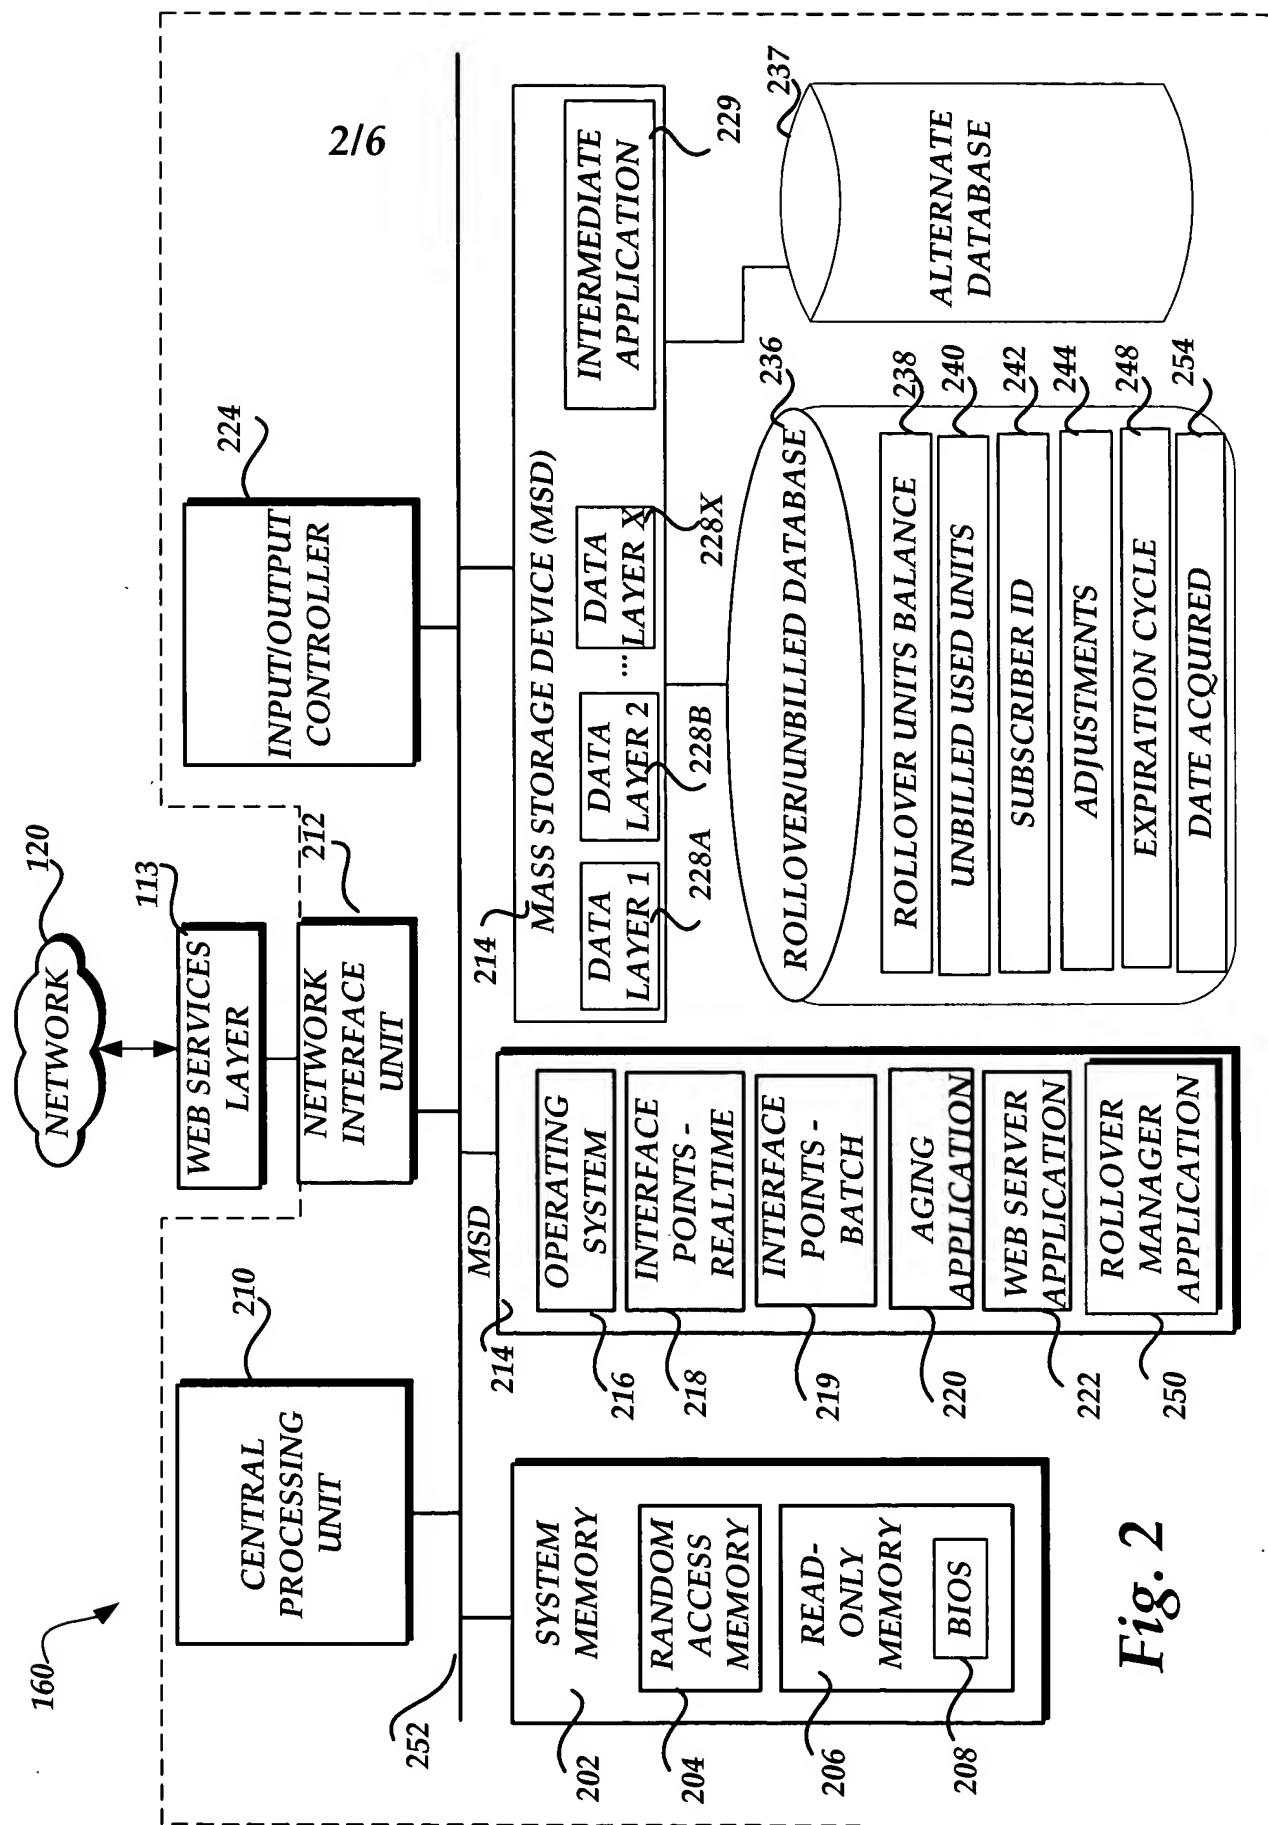 2/6
160
NETWORK
120
WEB SERVICES
LAYER
113
CENTRAL
PROCESSING
UNIT
210
NETWORK
INTERFACE
UNIT
212
INPUT/OUTPUT
CONTROLLER
224
252
SYSTEM
MEMORY
202
RANDOM
ACCESS
MEMORY
204
READ-
ONLY
MEMORY
206
BIOS
208
MSD
214
OPERATING
SYSTEM
216
INTERFACE
POINTS -
REALTIME
218
INTERFACE
POINTS -
BATCH
219
AGING
APPLICATION
220
WEB SERVER
APPLICATION
222
ROLLOVER
MANAGER
APPLICATION
250
214
MASS STORAGE DEVICE (MSD)
DATA
LAYER 1
228A
DATA
LAYER 2
228B
...
DATA
LAYER X
228X
INTERMEDIATE
APPLICATION
229
ROLLOVER/UNBILLED DATABASE
236
ROLLOVER UNITS BALANCE
238
UNBILLED USED UNITS
240
SUBSCRIBER ID
242
ADJUSTMENTS
244
EXPIRATION CYCLE
248
DATE ACQUIRED
254
ALTERNATE
DATABASE
237
Fig. 2